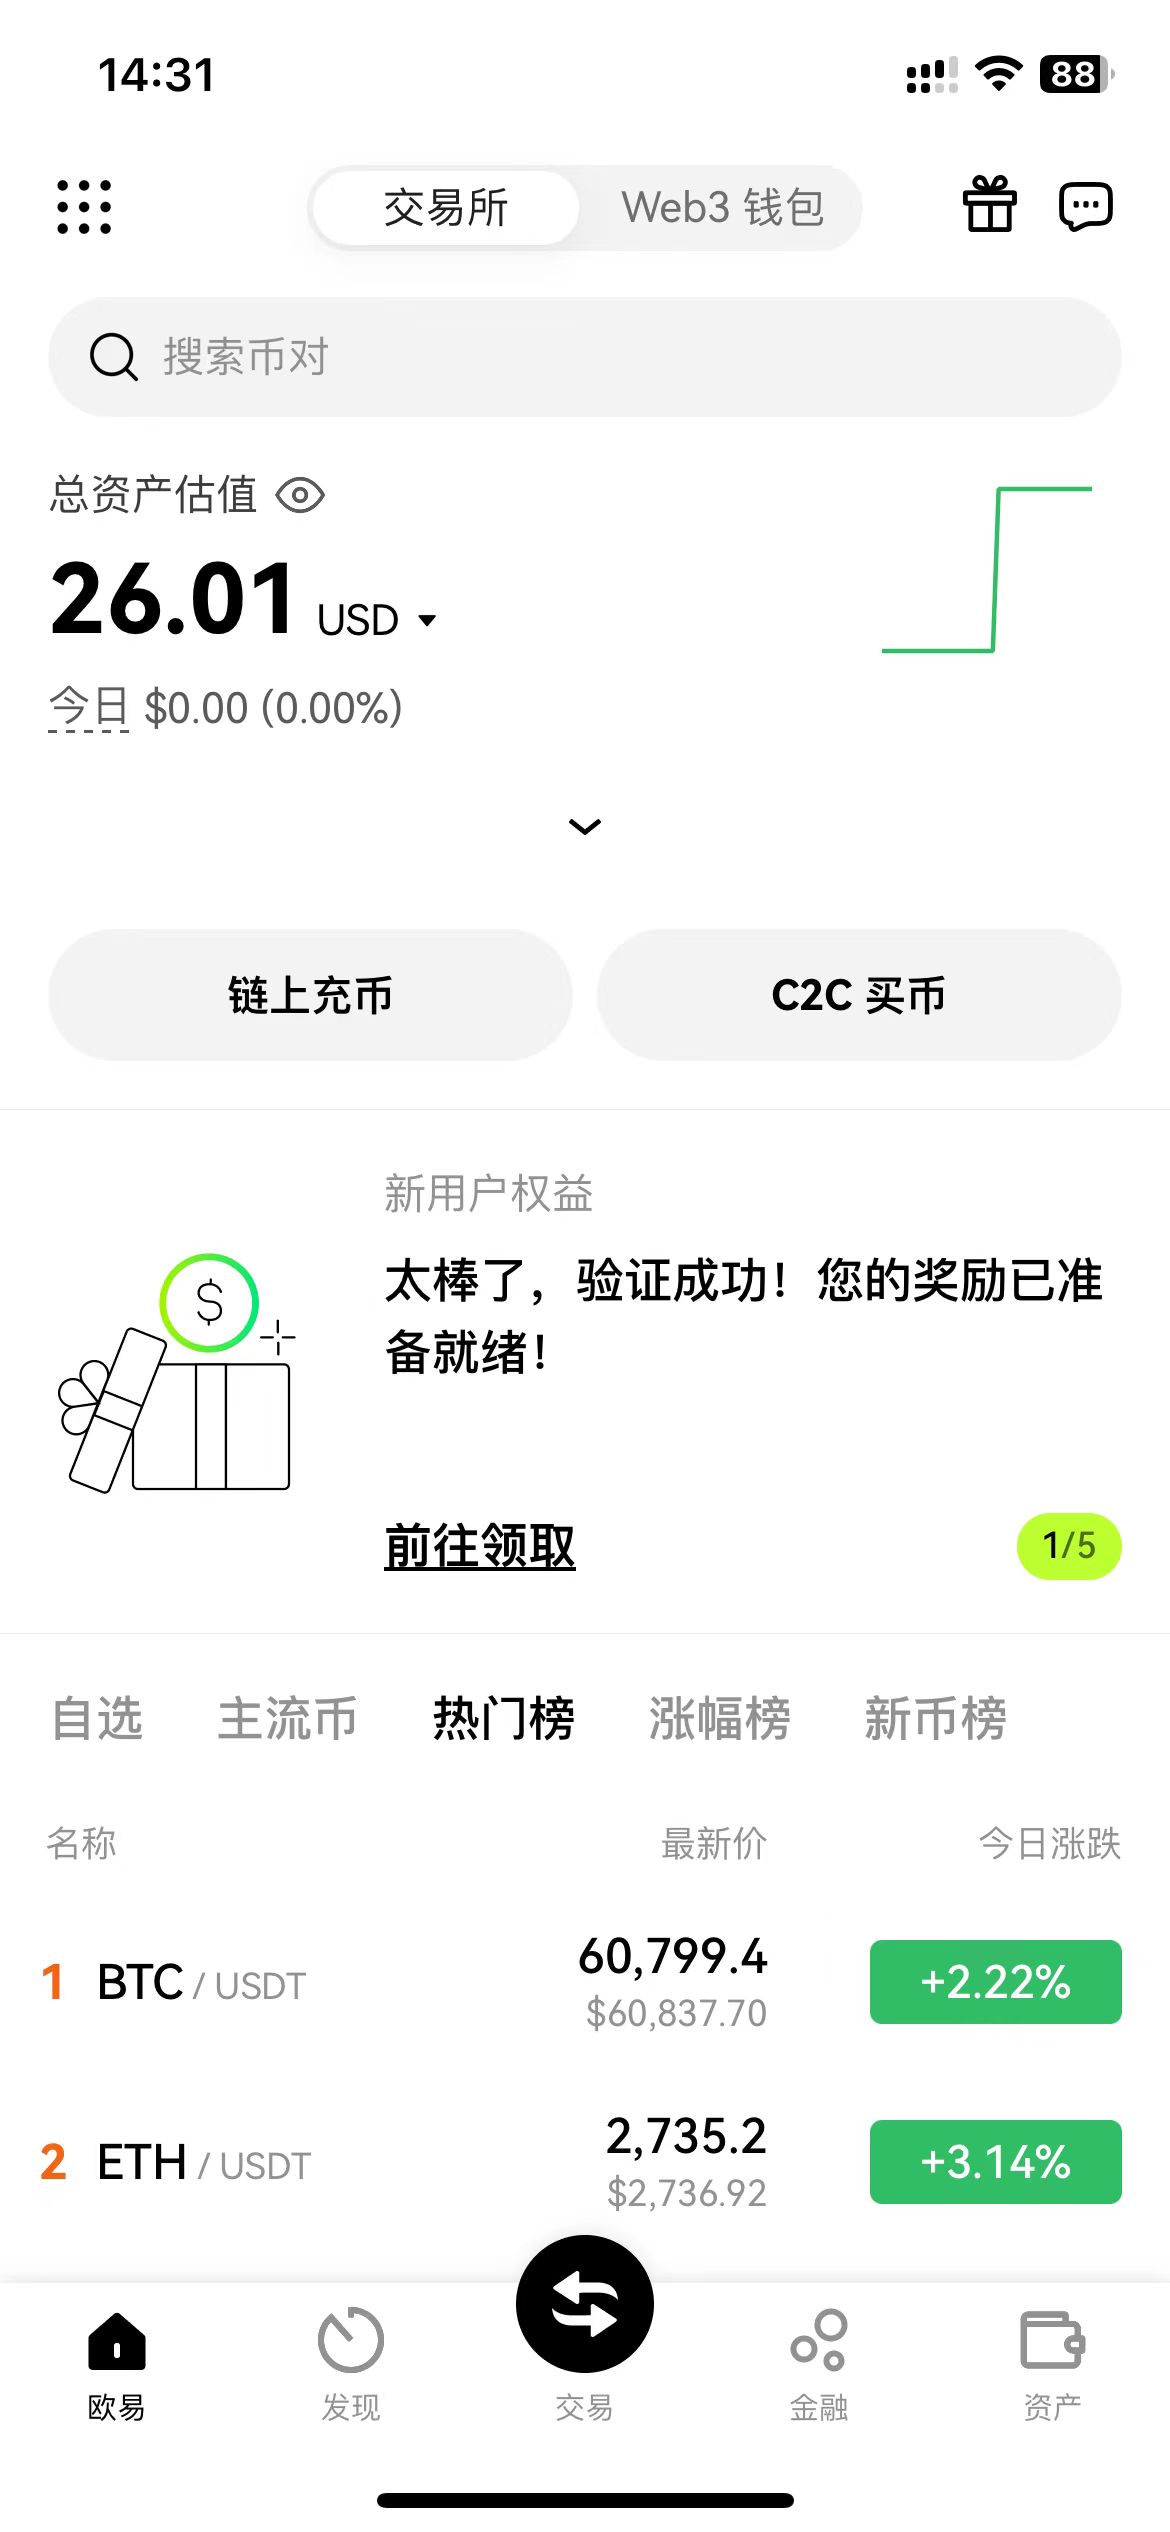 14:31
88
交易所
Web3 钱包
搜索币对
总资产估值
26.01 USD
今日 $0.00 (0.00%)
链上充币
C2C 买币
新用户权益
$
太棒了，验证成功！您的奖励已准
备就绪！
前往领取
1/5
自选 主流币 热门榜 涨幅榜 新币榜
名称 最新价 今日涨跌
1 BTC / USDT 60,799.4 +2.22%
$60,837.70
2 ETH / USDT 2,735.2 +3.14%
$2,736.92
欧易 发现 交易 金融 资产